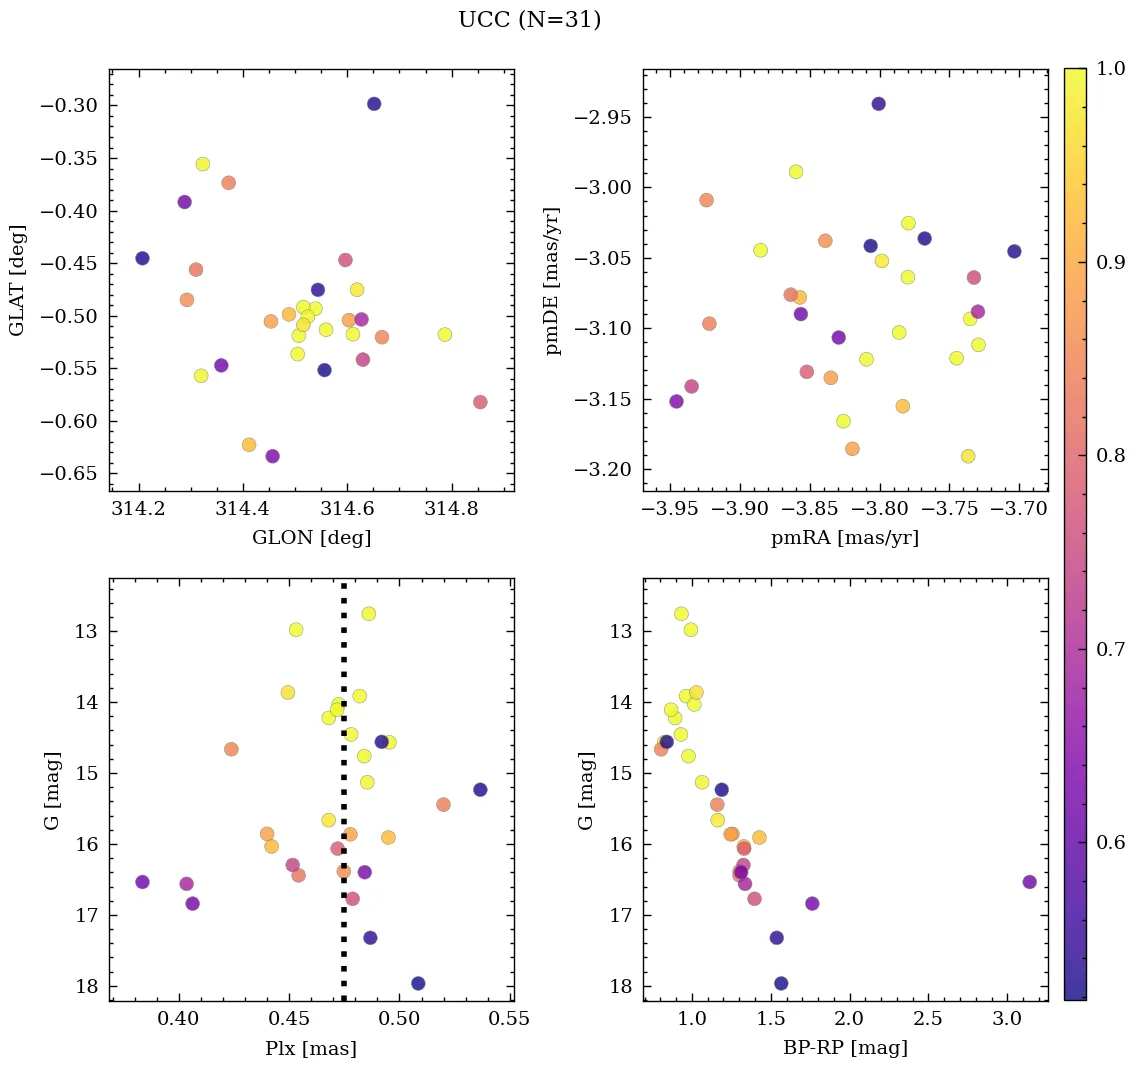 UCC (N=31)
−0.30
−0.35
−0.40
−0.45
−0.50
−0.55
−0.60
−0.65
GLAT [deg]
314.2 314.4 314.6 314.8
GLON [deg]
−2.95
−3.00
−3.05
−3.10
−3.15
−3.20
pmDE [mas/yr]
−3.95 −3.90 −3.85 −3.80 −3.75 −3.70
pmRA [mas/yr]
1.0
0.9
0.8
0.7
0.6
13
14
15
16
17
18
G [mag]
0.40 0.45 0.50 0.55
Plx [mas]
13
14
15
16
17
18
G [mag]
1.0 1.5 2.0 2.5 3.0
BP-RP [mag]